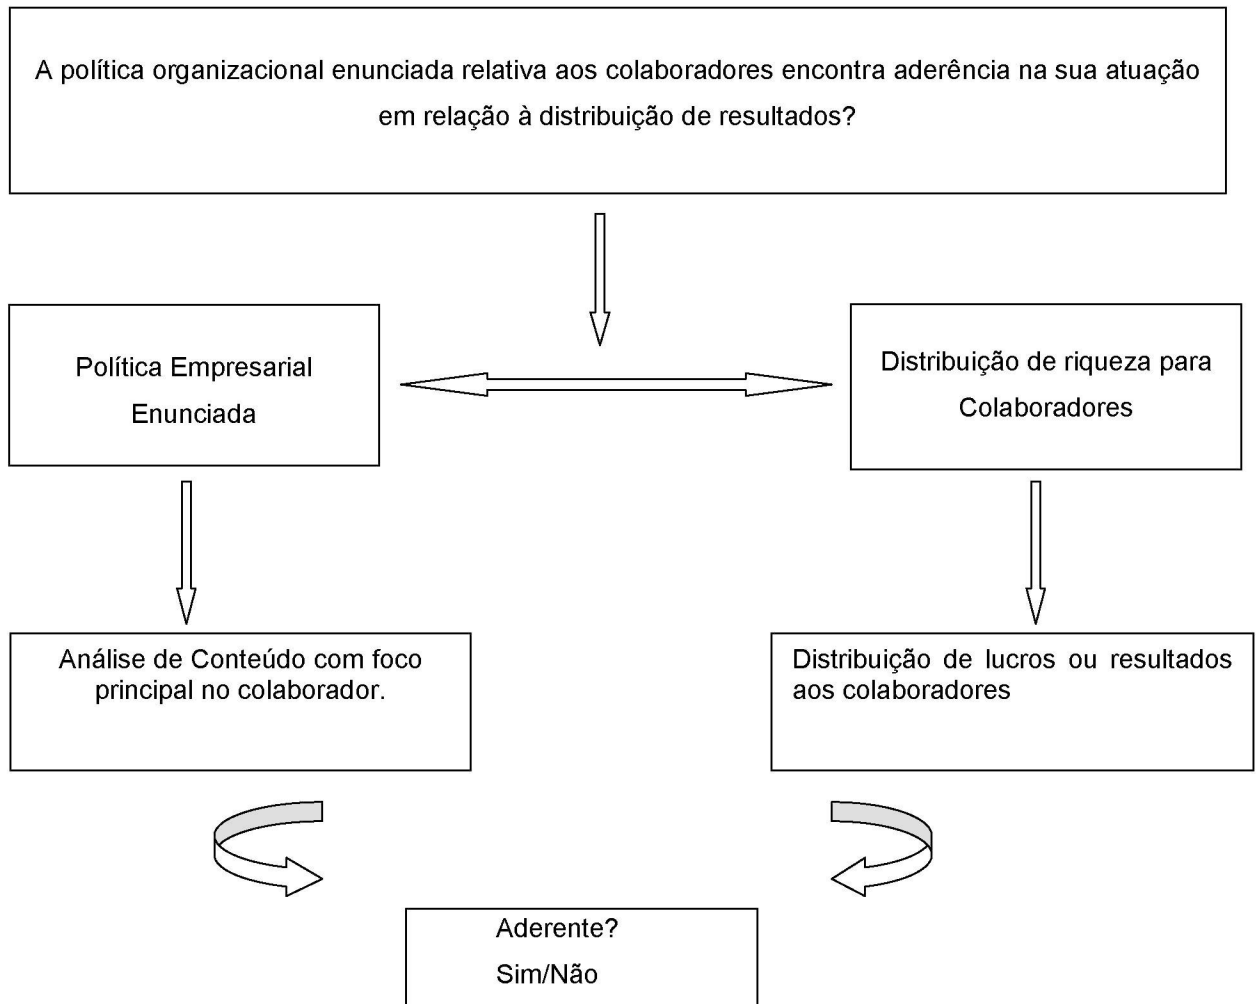 A política organizacional enunciada relativa aos colaboradores encontra aderência na sua atuação
em relação à distribuição de resultados?
Política Empresarial
Enunciada
Distribuição de riqueza para
Colaboradores
Análise de Conteúdo com foco
principal no colaborador.
Distribuição de lucros ou resultados
aos colaboradores
Aderente?
Sim/Não